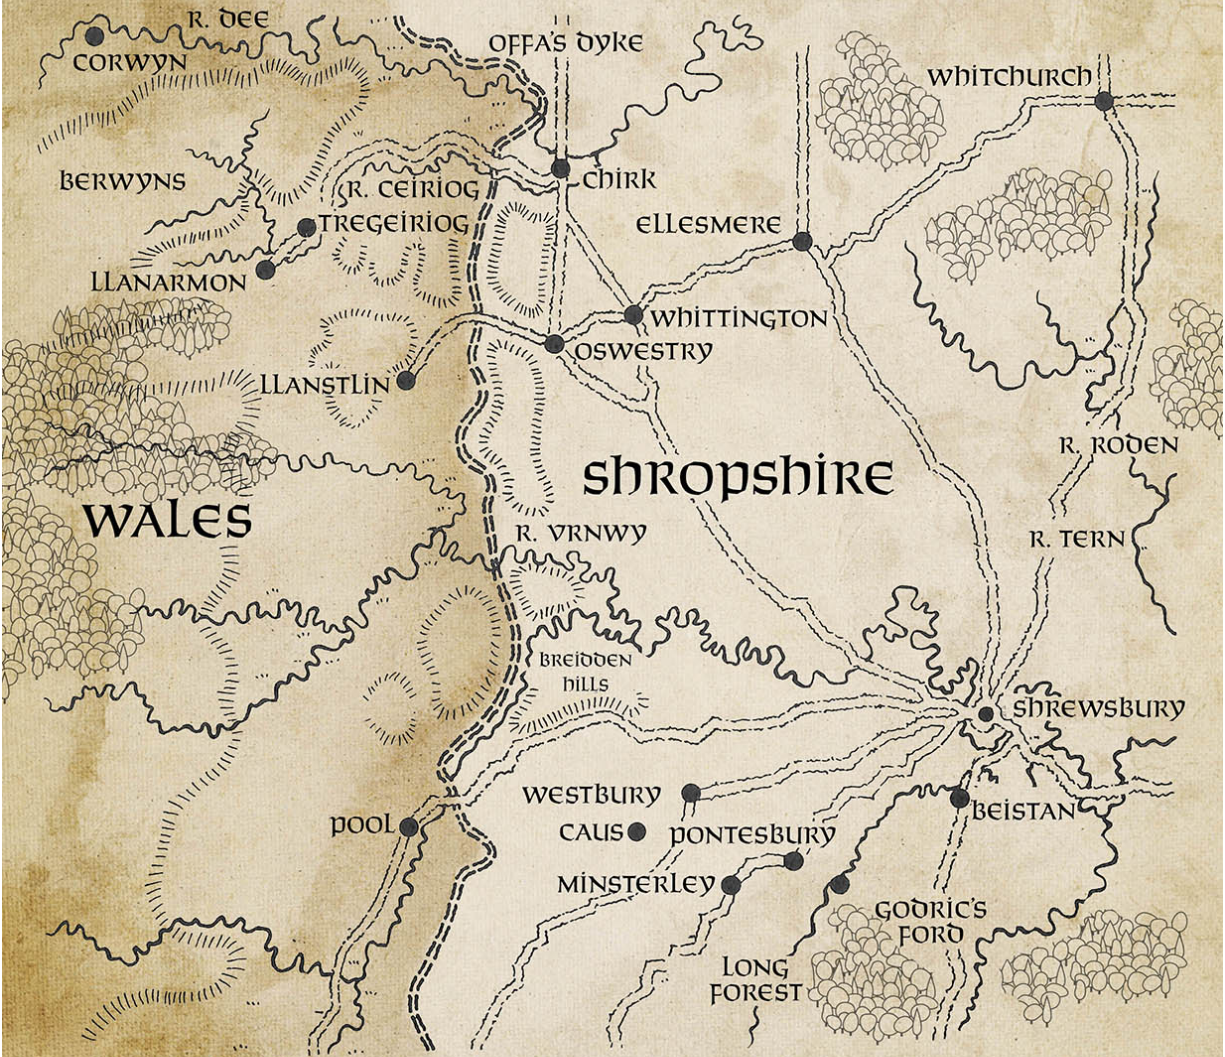 R. DEE
OFFA'S DYKE
CORWYN
WHITCHURCH
BERWYNS
R. CEIRIOG
CHIRK
TREGEIRIOG
ELLESMERE
LLANARMON
WHITTINGTON
OSWESTRY
LLANSTLIN
R. RODEN
SHROPSHIRE
WALES
R. VRNWY
R. TERN
BREIDDEN
HILLS
SHREWSBURY
WESTBURY
BEISTAN
POOL
CAUS
PONTESBURY
MINSTERLEY
GODRIC'S
FORD
LONG
FOREST